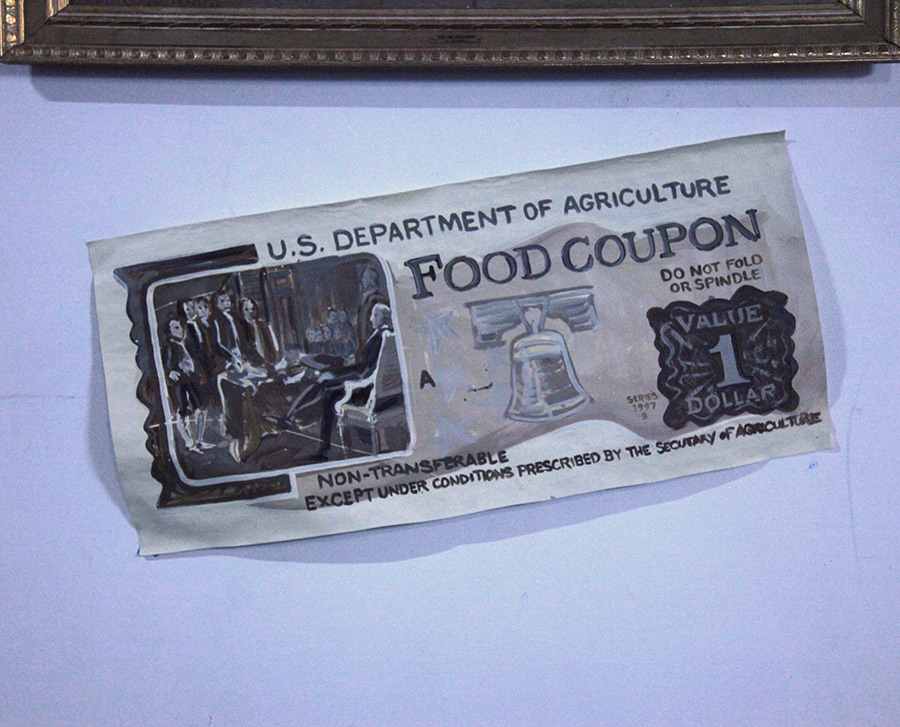 U.S. DEPARTMENT OF AGRICULTURE
FOOD COUPON
DO NOT FOLD
OR SPINDLE
VALUE
1
DOLLAR
A
SERIES
1997
B
NON-TRANSFERABLE
EXCEPT UNDER CONDITIONS PRESCRIBED BY THE SECUTARY OF AGRICULTURE